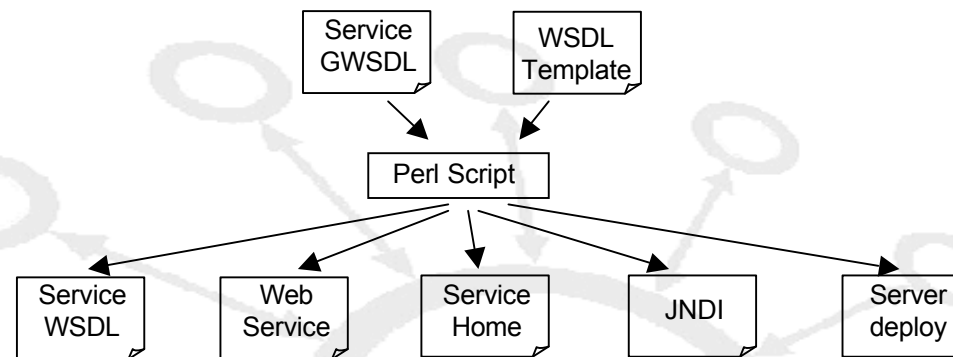 Service
GWSDL
WSDL
Template
Perl Script
Service
WSDL
Web
Service
Service
Home
JNDI
Server
deploy